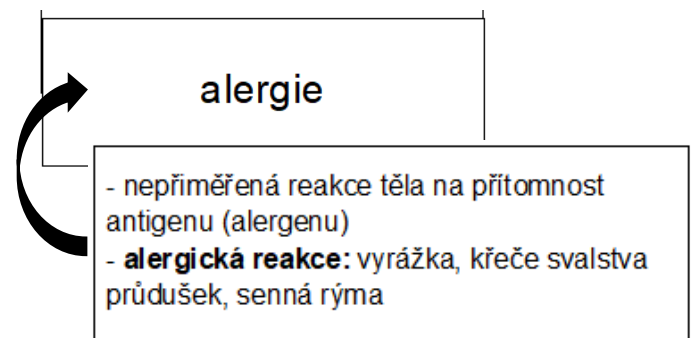 alergie
- nepřiměřená reakce těla na přítomnost
antigenu (alergenu)
- alergická reakce: vyrážka, křeče svalstva
průdušek, senná rýma